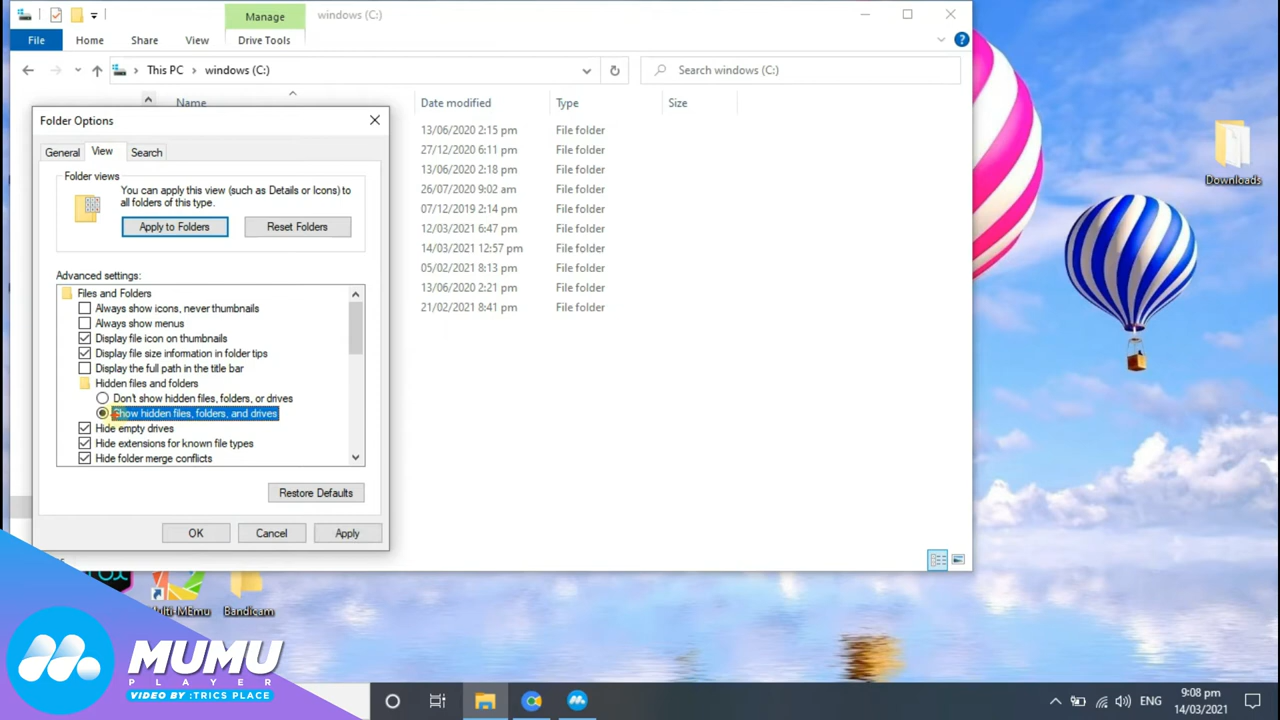 Manage
windows (C:)
File
Home
Share
View
Drive Tools
This PC
windows (C:)
Search windows (C:)
Name
Date modified
Type
Size
Folder Options
General
View
Search
Folder views
You can apply this view (such as Details or Icons) to
all folders of this type.
Apply to Folders
Reset Folders
Advanced settings:
Files and Folders
Always show icons, never thumbnails
Always show menus
Display file icon on thumbnails
Display file size information in folder tips
Display the full path in the title bar
Hidden files and folders
Don't show hidden files, folders, or drives
Show hidden files, folders, and drives
Hide empty drives
Hide extensions for known file types
Hide folder merge conflicts
Restore Defaults
OK
Cancel
Apply
13/06/2020 2:15 pm File folder
27/12/2020 6:11 pm File folder
13/06/2020 2:18 pm File folder
26/07/2020 9:02 am File folder
07/12/2019 2:14 pm File folder
12/03/2021 6:47 pm File folder
14/03/2021 12:57 pm File folder
05/02/2021 8:13 pm File folder
13/06/2020 2:21 pm File folder
21/02/2021 8:41 pm File folder
Downloads
Bandicam
MUMU
PLAYER
VIDEO BY :TRICS PLACE
ENG
9:08 pm
14/03/2021